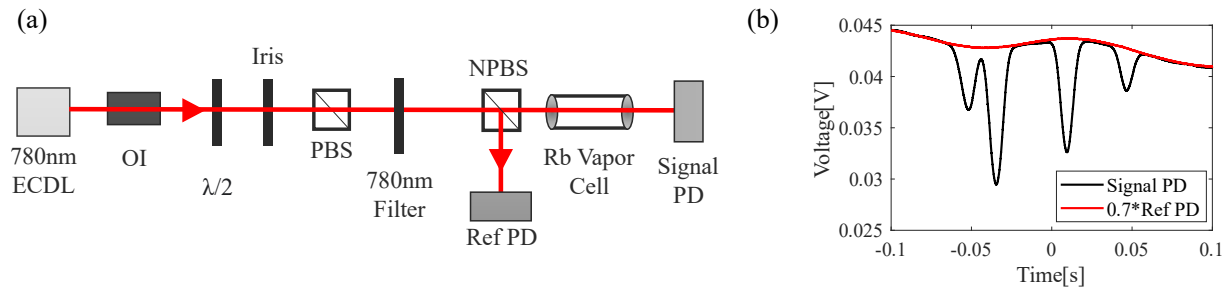 (a)
Iris
NPBS
780nm
ECDL
OI
λ/2
PBS
780nm
Filter
Ref PD
Rb Vapor
Cell
Signal
PD
(b)
Voltage[V]
0.045
0.04
0.035
0.03
0.025
Signal PD
0.7*Ref PD
-0.1
-0.05
0
0.05
0.1
Time[s]